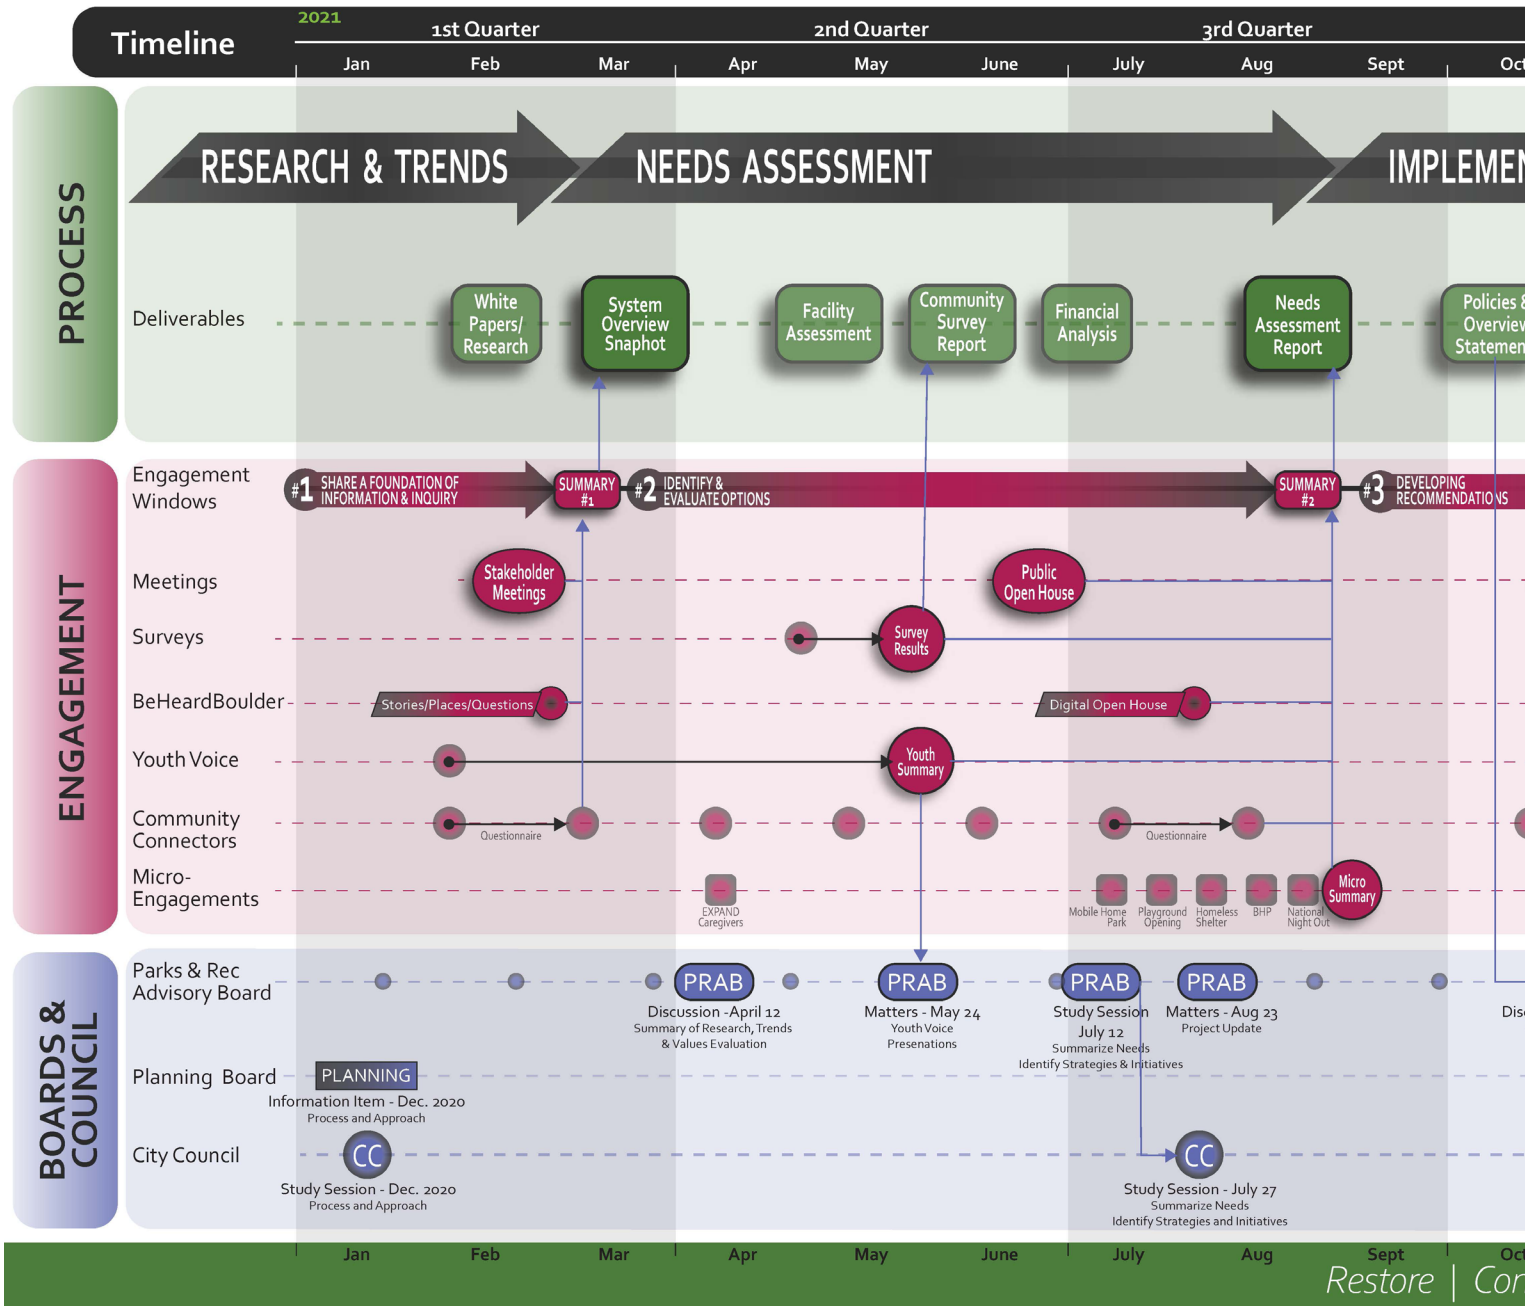 2021
Timeline
1st Quarter
2nd Quarter
3rd Quarter
Jan
Feb
Mar
Apr
May
June
July
Aug
Sept
Oct
PROCESS
RESEARCH & TRENDS
NEEDS ASSESSMENT
IMPLEMEN
Deliverables
White
Papers/
Research
System
Overview
Snaphot
Facility
Assessment
Community
Survey
Report
Financial
Analysis
Needs
Assessment
Report
Policies &
Overview
Statemen
ENGAGEMENT
Engagement
Windows
#1
SHARE A FOUNDATION OF
INFORMATION & INQUIRY
SUMMARY
#1
#2
IDENTIFY &
EVALUATE OPTIONS
SUMMARY
#2
#3
DEVELOPING
RECOMMENDATIONS
Meetings
Stakeholder
Meetings
Public
Open House
Surveys
Survey
Results
BeHeardBoulder
Stories/Places/Questions
Digital Open House
Youth Voice
Youth
Summary
Community
Connectors
Questionnaire
Questionnaire
Micro-
Engagements
EXPAND
Caregivers
Mobile Home
Park
Playground
Opening
Homeless
Shelter
BHP
National
Night Out
Micro
Summary
BOARDS &
COUNCIL
Parks & Rec
Advisory Board
PRAB
Discussion -April 12
Summary of Research, Trends
& Values Evaluation
PRAB
Matters - May 24
Youth Voice
Presenations
PRAB
Study Session
July 12
Summarize Needs
Identify Strategies & Initiatives
PRAB
Matters - Aug 23
Project Update
Disc
Planning Board
PLANNING
Information Item - Dec. 2020
Process and Approach
City Council
CC
Study Session - Dec. 2020
Process and Approach
CC
Study Session - July 27
Summarize Needs
Identify Strategies and Initiatives
Jan
Feb
Mar
Apr
May
June
July
Aug
Sept
Oct
Restore | Con